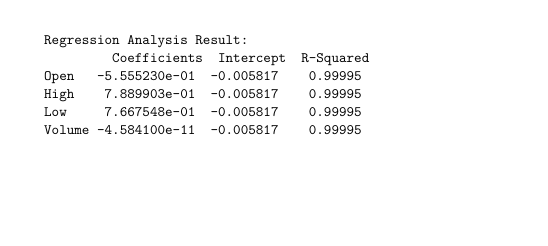 Regression Analysis Result:
Coefficients Intercept R-Squared
Open -5.555230e-01 -0.005817 0.99995
High 7.889903e-01 -0.005817 0.99995
Low 7.667548e-01 -0.005817 0.99995
Volume -4.584100e-11 -0.005817 0.99995